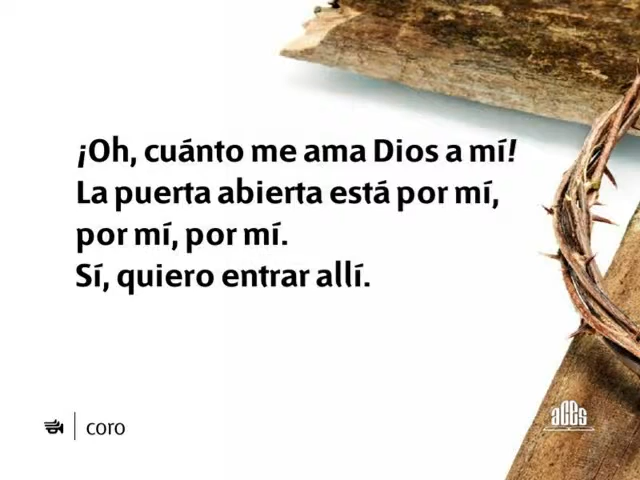 ¡Oh, cuánto me ama Dios a mí!
La puerta abierta está por mí,
por mí, por mí.
Sí, quiero entrar allí.
coro
aces